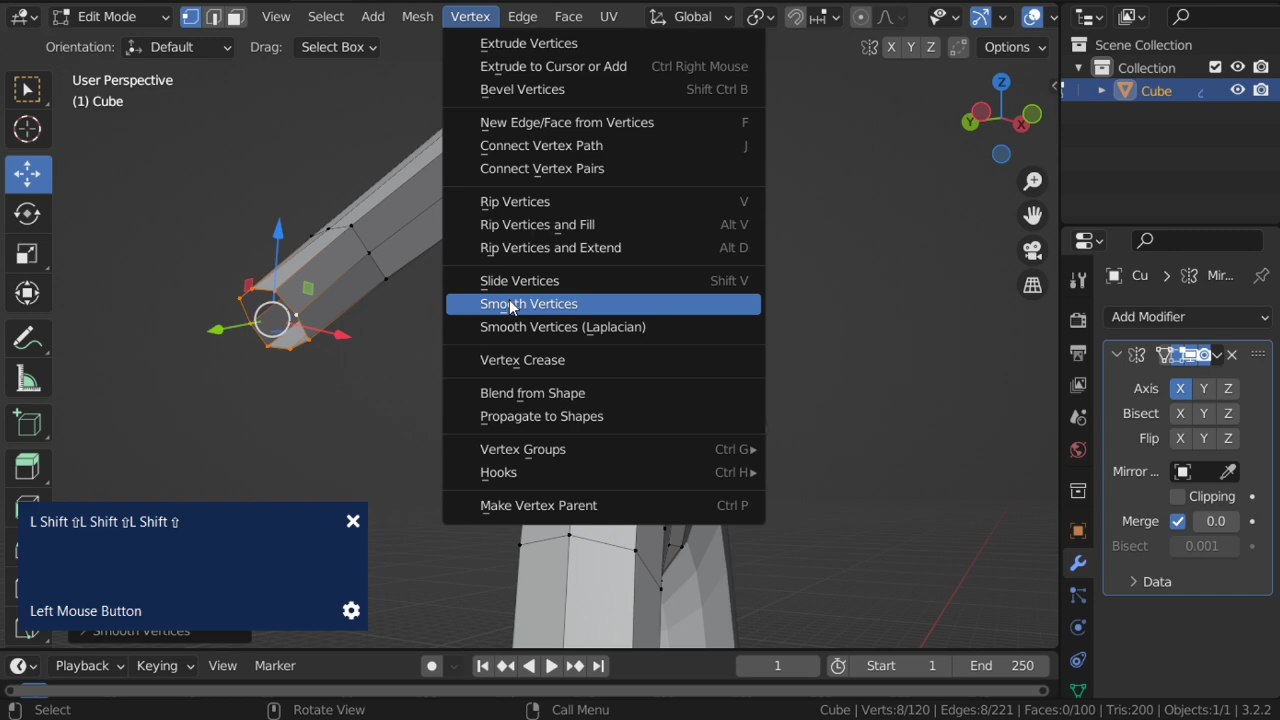 Edit Mode View Select Add Mesh Vertex Edge Face UV Global
Orientation: Default Drag: Select Box X Y Z Options
User Perspective
(1) Cube
Z
Y
X
Extrude Vertices
Extrude to Cursor or Add Ctrl Right Mouse
Bevel Vertices Shift Ctrl B
New Edge/Face from Vertices F
Connect Vertex Path J
Connect Vertex Pairs
Rip Vertices V
Rip Vertices and Fill Alt V
Rip Vertices and Extend Alt D
Slide Vertices Shift V
Smooth Vertices
Smooth Vertices (Laplacian)
Vertex Crease
Blend from Shape
Propagate to Shapes
Vertex Groups Ctrl G
Hooks Ctrl H
Make Vertex Parent Ctrl P
Scene Collection
Collection
Cube
Cu Mir...
Add Modifier
Axis X Y Z
Bisect X Y Z
Flip X Y Z
Mirror ...
Clipping
Merge 0.0
Bisect 0.001
Data
L Shift ⇧L Shift ⇧L Shift ⇧
Left Mouse Button
Smooth Vertices
Playback Keying View Marker 1 Start 1 End 250
Select Rotate View Call Menu Cube | Verts:8/120 | Edges:8/221 | Faces:0/100 | Tris:200 | Objects:1/1 | 3.2.2